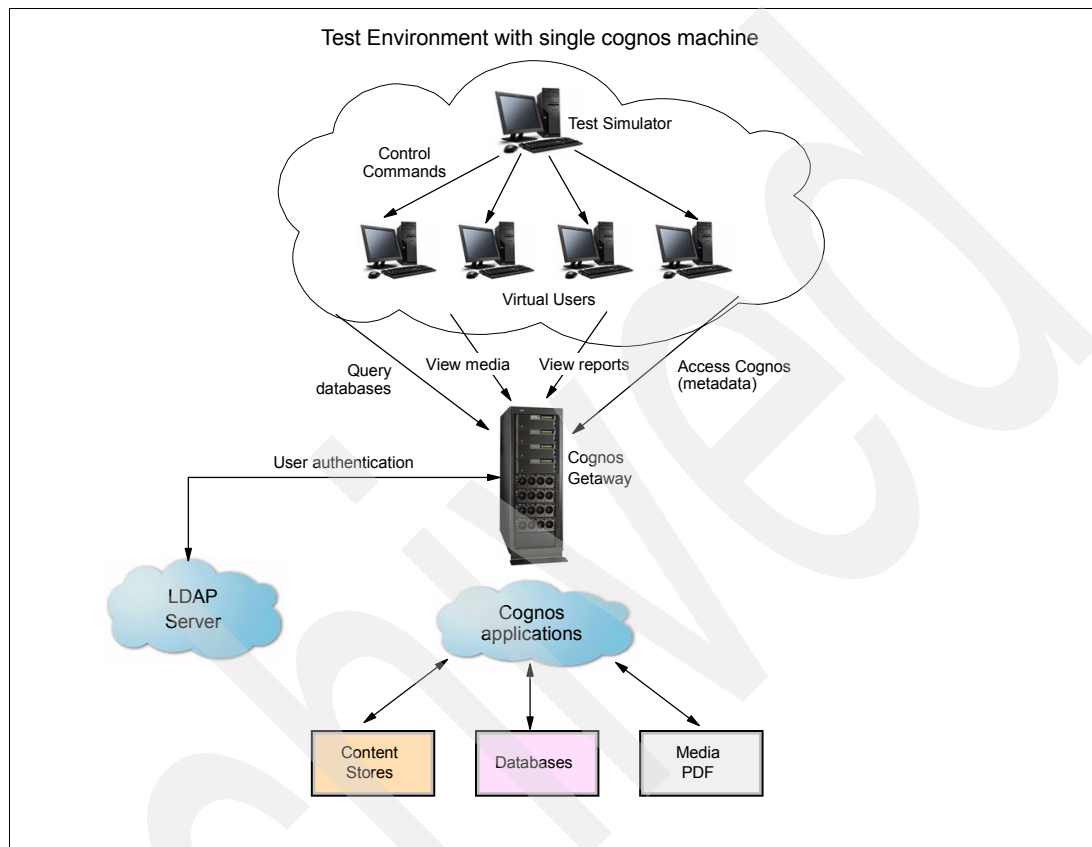 Test Environment with single cognos machine
Test Simulator
Control
Commands
Virtual Users
Query
databases
View media
View reports
Access Cognos
(metadata)
User authentication
Cognos
Getaway
LDAP
Server
Cognos
applications
Content
Stores
Databases
Media
PDF
hived